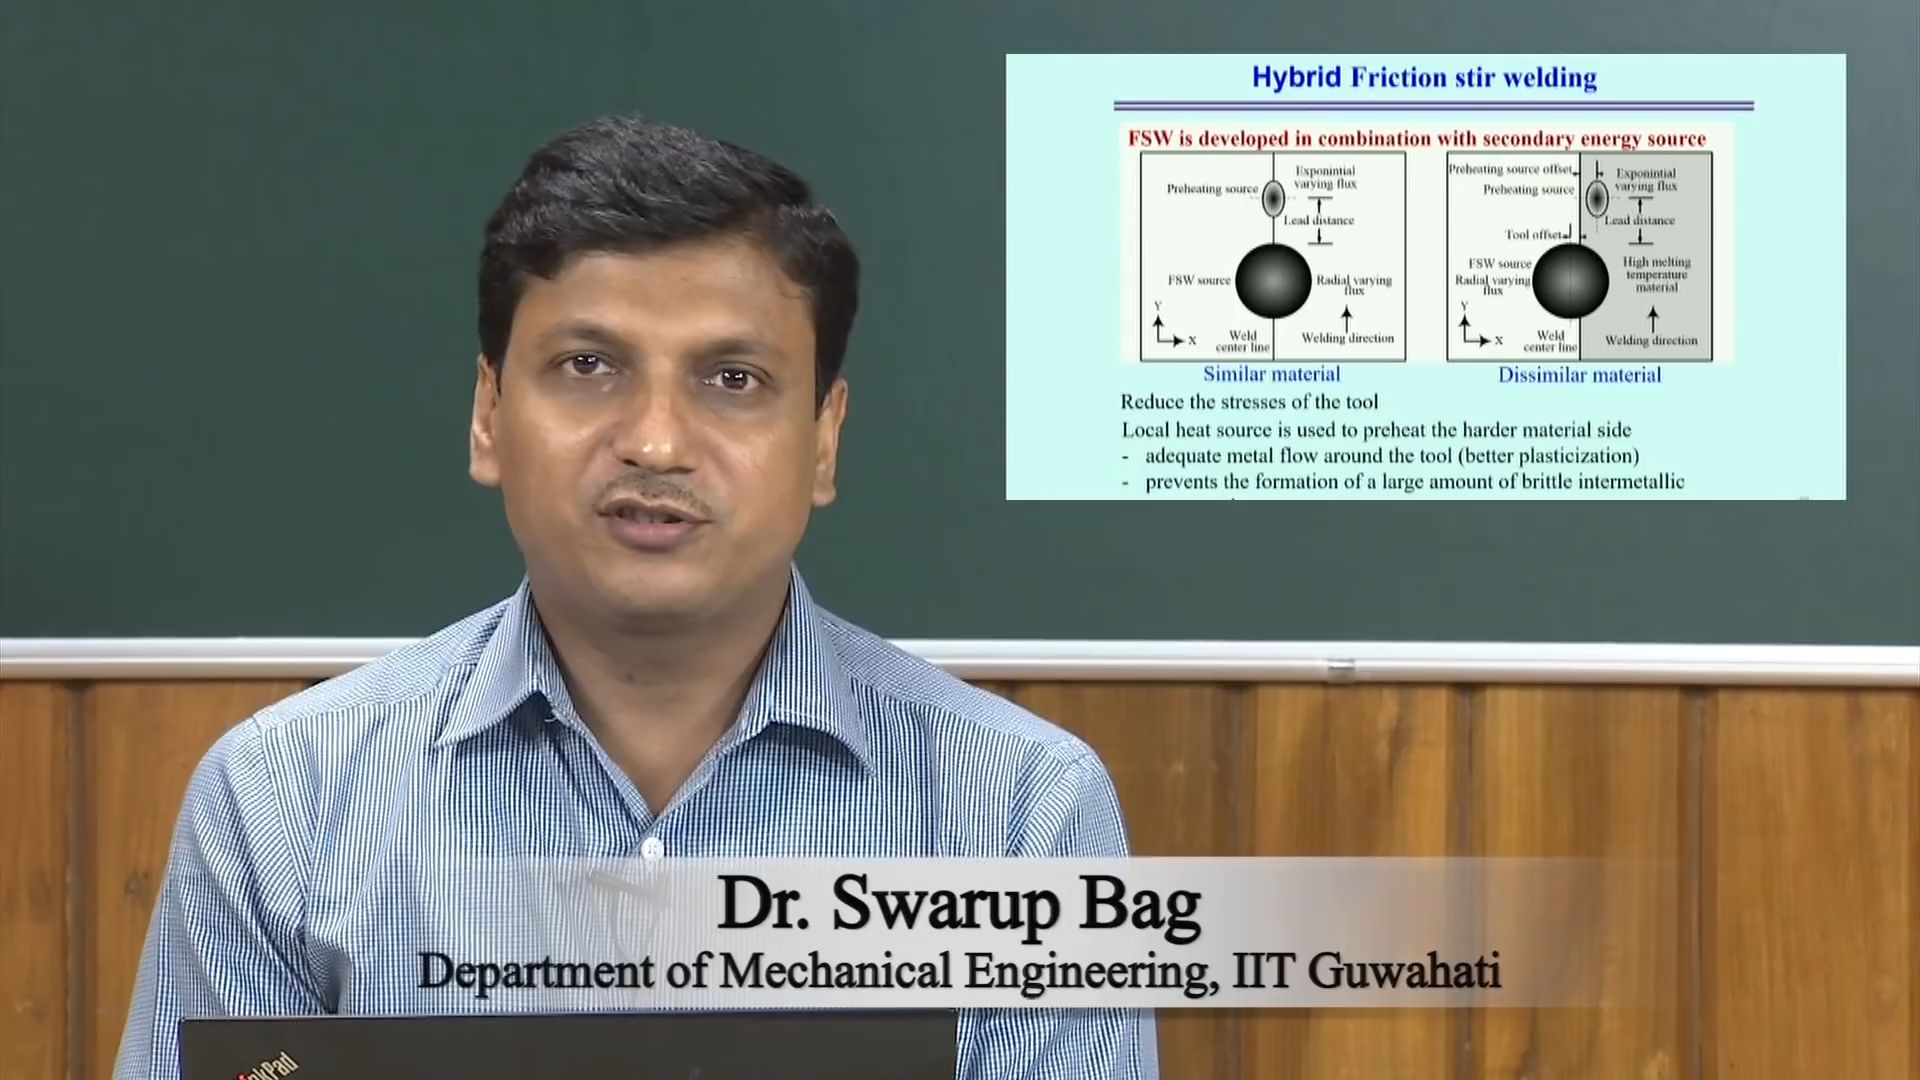 Hybrid Friction stir welding
FSW is developed in combination with secondary energy source
Preheating source
Exponintial
varying flux
Lead distance
FSW source
Radial varying
flux
Y
X
Weld
center line
Welding direction
Similar material
Preheating source offset
Preheating source
Exponintial
varying flux
Lead distance
Tool offset
FSW source
Radial varying
flux
High melting
temperature
material
Y
X
Weld
center line
Welding direction
Dissimilar material
Reduce the stresses of the tool
Local heat source is used to preheat the harder material side
- adequate metal flow around the tool (better plasticization)
- prevents the formation of a large amount of brittle intermetallic
Dr. Swarup Bag
Department of Mechanical Engineering, IIT Guwahati
inkPad